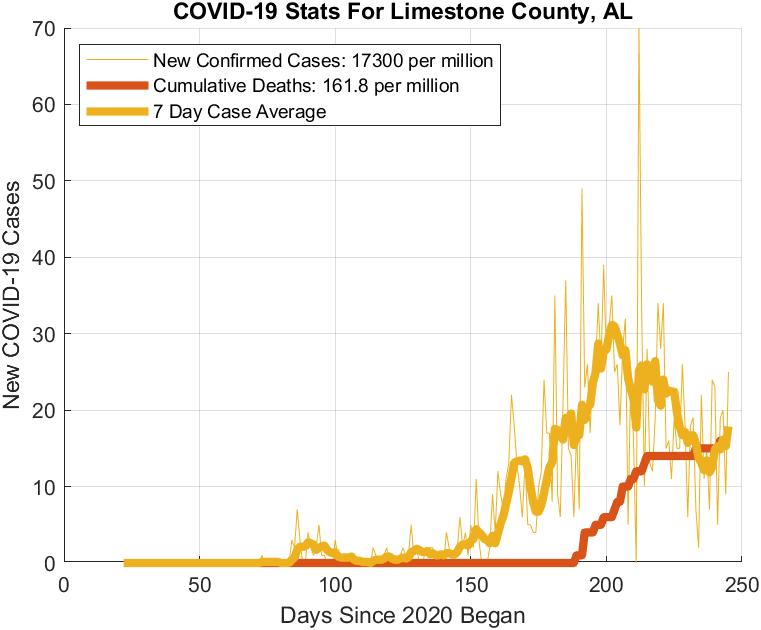 COVID-19 Stats For Limestone County, AL
New Confirmed Cases: 17300 per million
Cumulative Deaths: 161.8 per million
7 Day Case Average
New COVID-19 Cases
70
60
50
40
30
20
10
0
0 50 100 150 200 250
Days Since 2020 Began